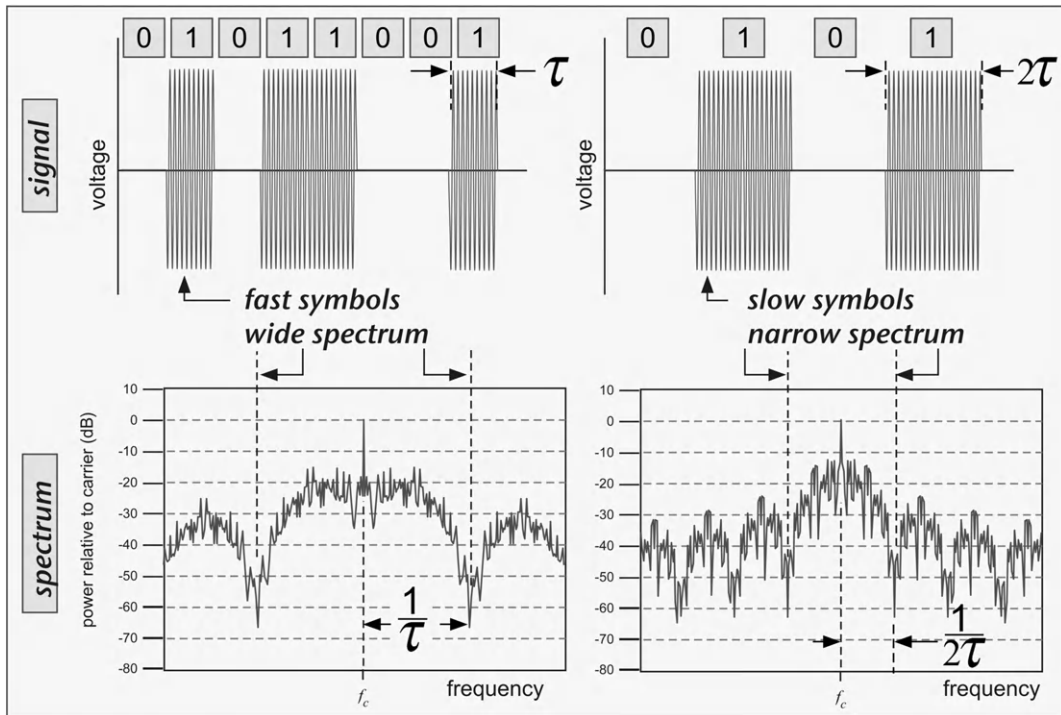 0 1 0 1 1 0 0 1
0 1 0 1
τ
2τ
signal
voltage
voltage
fast symbols
wide spectrum
slow symbols
narrow spectrum
spectrum
power relative to carrier (dB)
10
0
-10
-20
-30
-40
-50
-60
-70
-80
1
τ
f_c
frequency
10
0
-10
-20
-30
-40
-50
-60
-70
-80
1
2τ
f_c
frequency